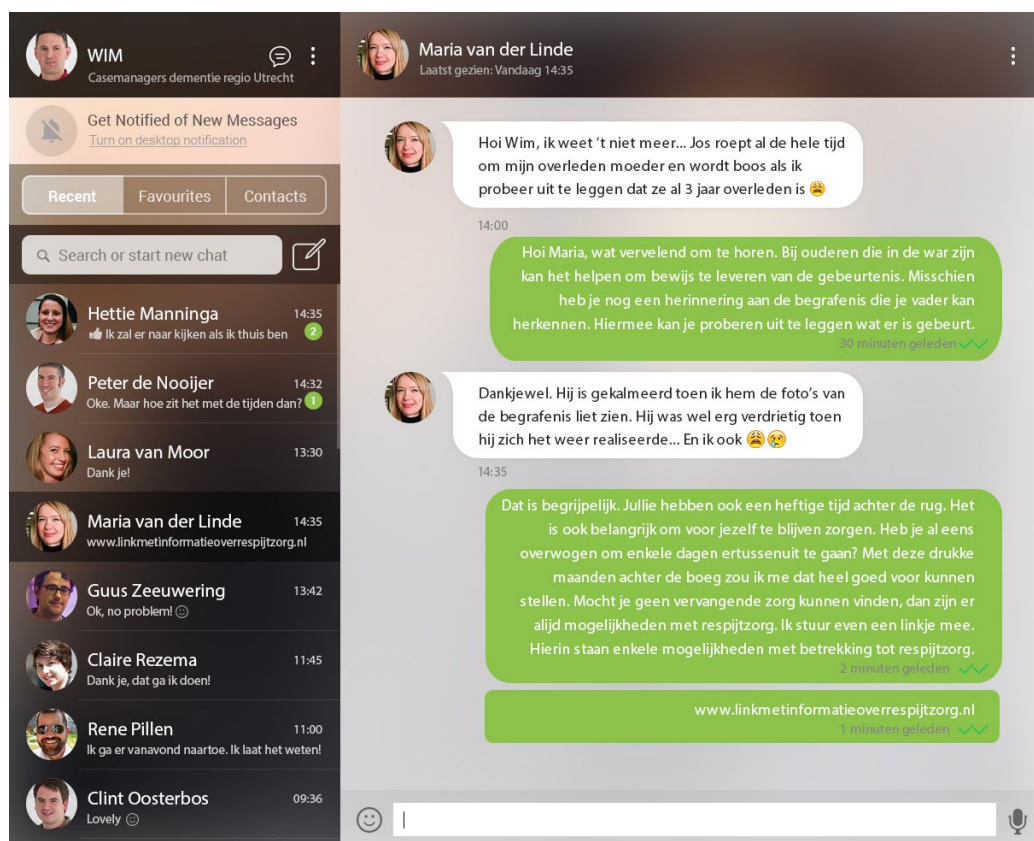 WIM
Casemanagers dementie regio Utrecht
Get Notified of New Messages
Turn on desktop notification
Recent
Favourites
Contacts
Search or start new chat
Hettie Manninga
14:35
Ik zal er naar kijken als ik thuis ben
2
Peter de Nooijer
14:32
Oke. Maar hoe zit het met de tijden dan?
1
Laura van Moor
13:30
Dank je!
Maria van der Linde
14:35
www.linkmetinformatieoverrespijtzorg.nl
Guus Zeeuwering
13:42
Ok, no problem! ☺
Claire Rezema
11:45
Dank je, dat ga ik doen!
Rene Pillen
11:00
Ik ga er vanavond naartoe. Ik laat het weten!
Clint Oosterbos
09:36
Lovely ☺
Maria van der Linde
Laatst gezien: Vandaag 14:35
Hoi Wim, ik weet ‘t niet meer... Jos roept al de hele tijd
om mijn overleden moeder en wordt boos als ik
probeer uit te leggen dat ze al 3 jaar overleden is 😩
14:00
Hoi Maria, wat vervelend om te horen. Bij ouderen die in de war zijn
kan het helpen om bewijs te leveren van de gebeurtenis. Misschien
heb je nog een herinnering aan de begrafenis die je vader kan
herkennen. Hiermee kan je proberen uit te leggen wat er is gebeurt.
30 minuten geleden
Dankjewel. Hij is gekalmeerd toen ik hem de foto’s van
de begrafenis liet zien. Hij was wel erg verdrietig toen
hij zich het weer realiseerde... En ik ook 😩😢
14:35
Dat is begrijpelijk. Jullie hebben ook een heftige tijd achter de rug. Het
is ook belangrijk om voor jezelf te blijven zorgen. Heb je al eens
overwogen om enkele dagen ertussenuit te gaan? Met deze drukke
maanden achter de boeg zou ik me dat heel goed voor kunnen
stellen. Mocht je geen vervangende zorg kunnen vinden, dan zijn er
alijd mogelijkheden met respijtzorg. Ik stuur even een linkje mee.
Hierin staan enkele mogelijkheden met betrekking tot respijtzorg.
2 minuten geleden
www.linkmetinformatieoverrespijtzorg.nl
1 minuten geleden